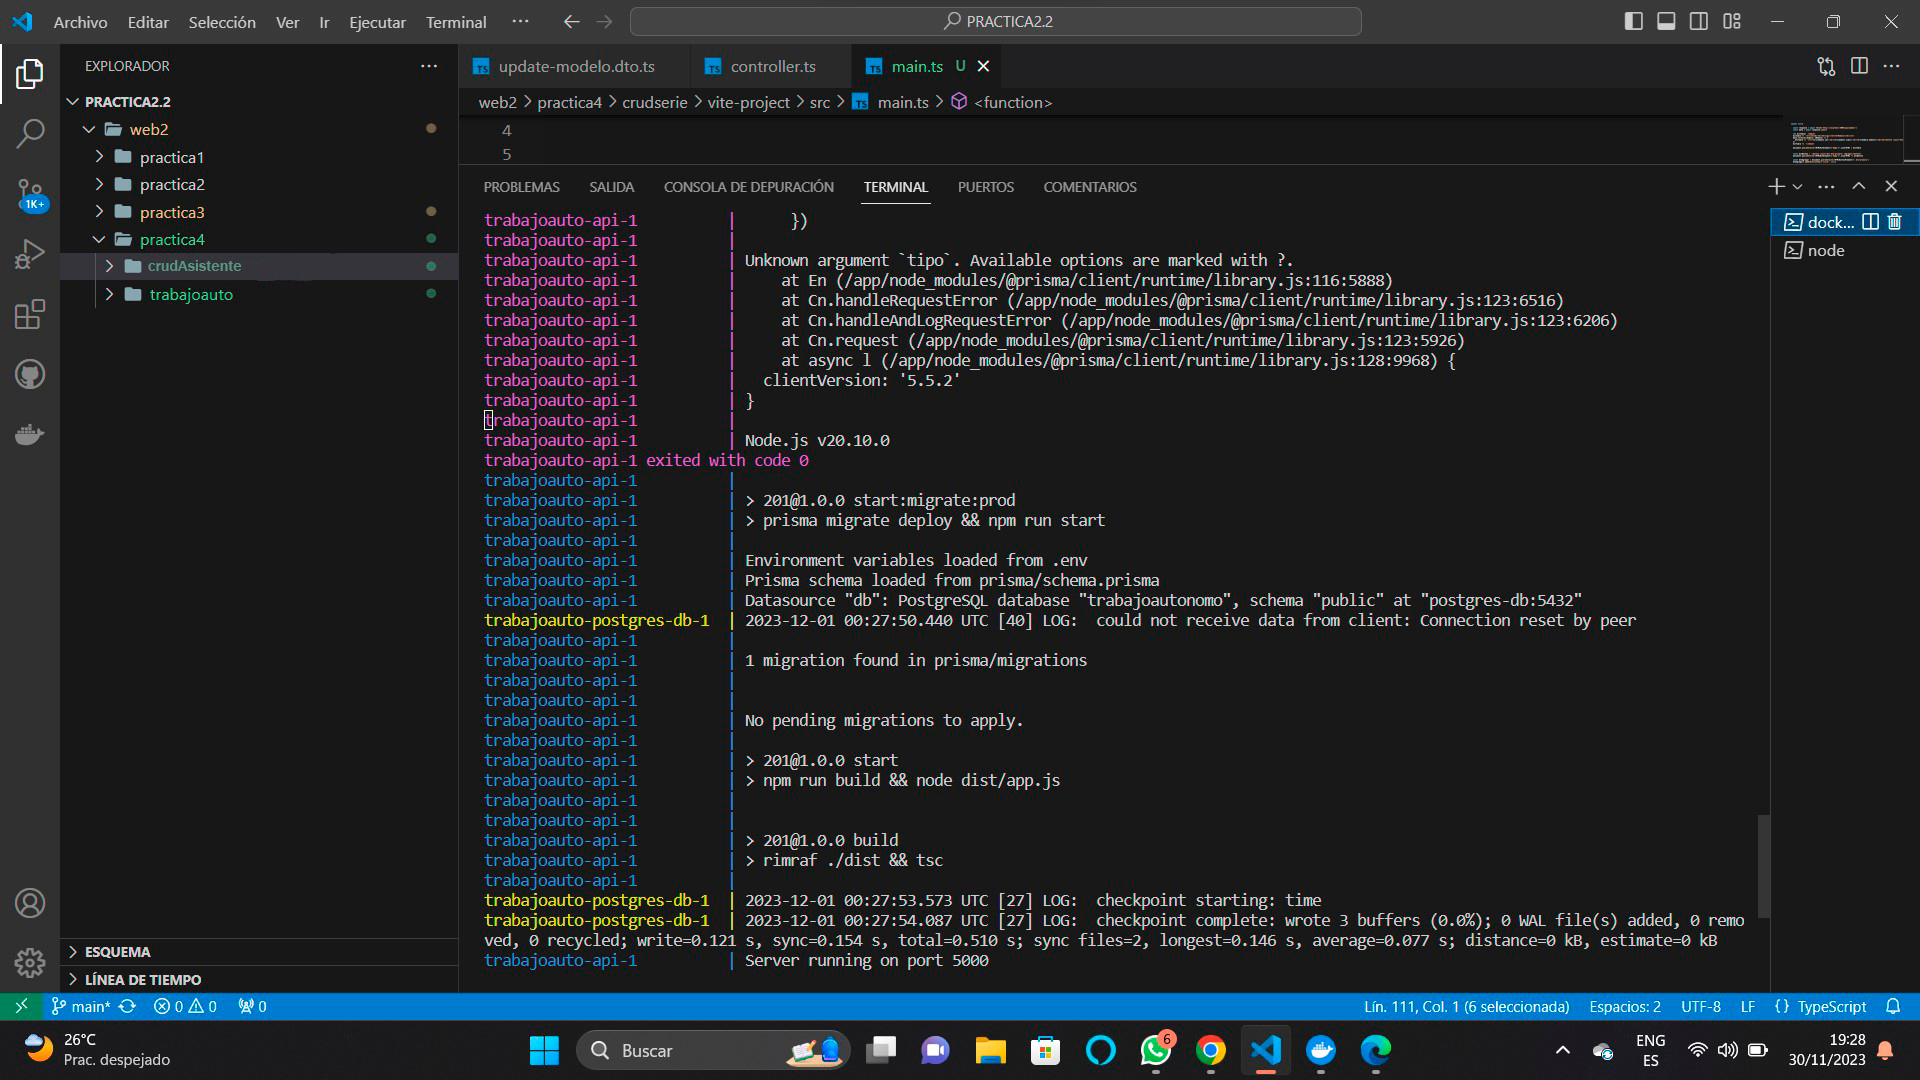 Archivo Editar Selección Ver Ir Ejecutar Terminal ··· PRACTICA2.2
EXPLORADOR
PRACTICA2.2
web2
practica1
practica2
practica3
practica4
crudAsistente
trabajoauto
1K+
ESQUEMA
LÍNEA DE TIEMPO
TS update-modelo.dto.ts TS controller.ts TS main.ts U
web2 > practica4 > crudserie > vite-project > src > TS main.ts > <function>
4
5
PROBLEMAS SALIDA CONSOLA DE DEPURACIÓN TERMINAL PUERTOS COMENTARIOS
dock...
node
trabajoauto-api-1 | })
trabajoauto-api-1 |
trabajoauto-api-1 | Unknown argument `tipo`. Available options are marked with ?.
trabajoauto-api-1 | at En (/app/node_modules/@prisma/client/runtime/library.js:116:5888)
trabajoauto-api-1 | at Cn.handleRequestError (/app/node_modules/@prisma/client/runtime/library.js:123:6516)
trabajoauto-api-1 | at Cn.handleAndLogRequestError (/app/node_modules/@prisma/client/runtime/library.js:123:6206)
trabajoauto-api-1 | at Cn.request (/app/node_modules/@prisma/client/runtime/library.js:123:5926)
trabajoauto-api-1 | at async l (/app/node_modules/@prisma/client/runtime/library.js:128:9968) {
trabajoauto-api-1 | clientVersion: '5.5.2'
trabajoauto-api-1 | }
trabajoauto-api-1 |
trabajoauto-api-1 | Node.js v20.10.0
trabajoauto-api-1 exited with code 0
trabajoauto-api-1 |
trabajoauto-api-1 | > 201@1.0.0 start:migrate:prod
trabajoauto-api-1 | > prisma migrate deploy && npm run start
trabajoauto-api-1 |
trabajoauto-api-1 | Environment variables loaded from .env
trabajoauto-api-1 | Prisma schema loaded from prisma/schema.prisma
trabajoauto-api-1 | Datasource "db": PostgreSQL database "trabajoautonomo", schema "public" at "postgres-db:5432"
trabajoauto-postgres-db-1 | 2023-12-01 00:27:50.440 UTC [40] LOG: could not receive data from client: Connection reset by peer
trabajoauto-api-1 |
trabajoauto-api-1 | 1 migration found in prisma/migrations
trabajoauto-api-1 |
trabajoauto-api-1 |
trabajoauto-api-1 | No pending migrations to apply.
trabajoauto-api-1 |
trabajoauto-api-1 | > 201@1.0.0 start
trabajoauto-api-1 | > npm run build && node dist/app.js
trabajoauto-api-1 |
trabajoauto-api-1 |
trabajoauto-api-1 | > 201@1.0.0 build
trabajoauto-api-1 | > rimraf ./dist && tsc
trabajoauto-api-1 |
trabajoauto-postgres-db-1 | 2023-12-01 00:27:53.573 UTC [27] LOG: checkpoint starting: time
trabajoauto-postgres-db-1 | 2023-12-01 00:27:54.087 UTC [27] LOG: checkpoint complete: wrote 3 buffers (0.0%); 0 WAL file(s) added, 0 remo
ved, 0 recycled; write=0.121 s, sync=0.154 s, total=0.510 s; sync files=2, longest=0.146 s, average=0.077 s; distance=0 kB, estimate=0 kB
trabajoauto-api-1 | Server running on port 5000
main* 0 0 0 Lín. 111, Col. 1 (6 seleccionada) Espacios: 2 UTF-8 LF {} TypeScript
26°C
Prac. despejado
Buscar
6
ENG
ES
19:28
30/11/2023